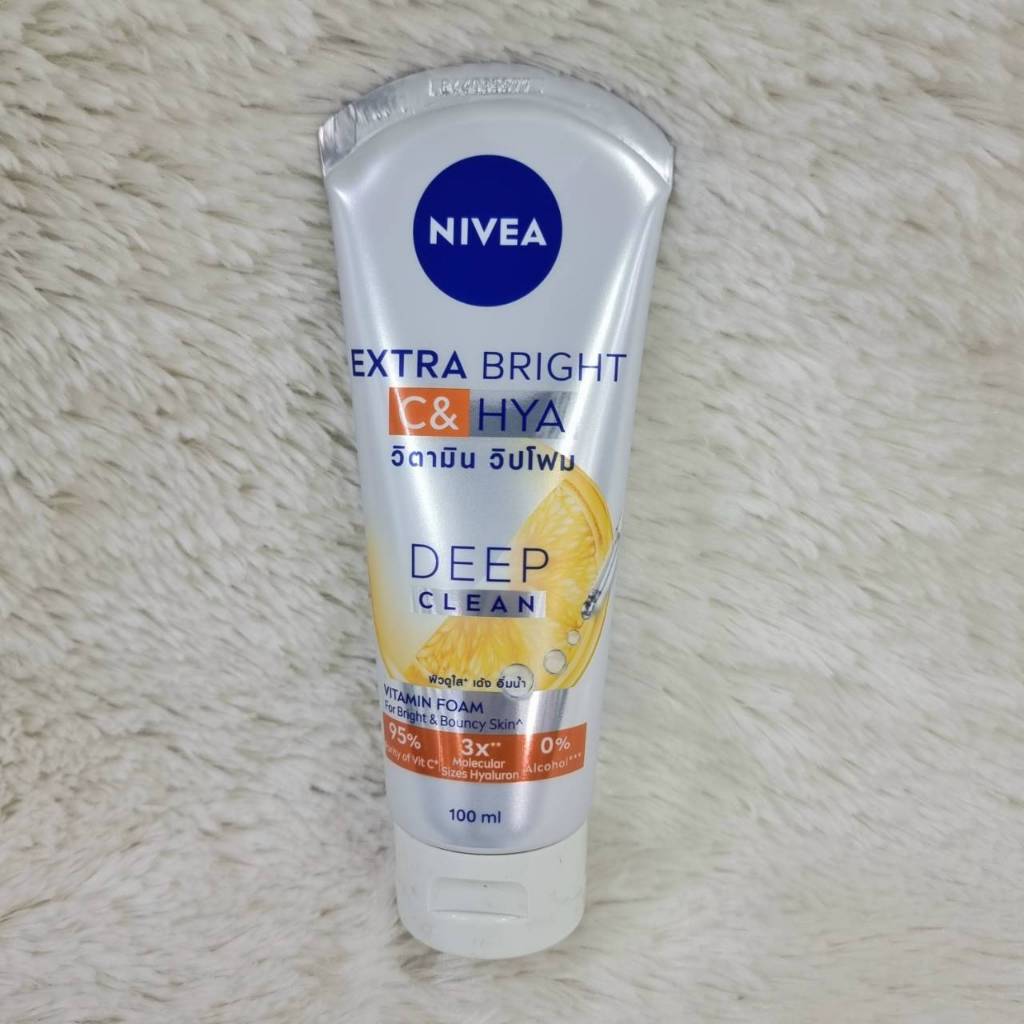 NIVEA
EXTRA BRIGHT
C& HYA
วิตามิน วิปโฟม
DEEP
CLEAN
ผิวดูใส* เด้ง อิ่มน้ำ
VITAMIN FOAM
For Bright & Bouncy Skin^
95% 3x** 0%
of Vit C* Molecular Alcohol***
Sizes Hyaluron
100 ml